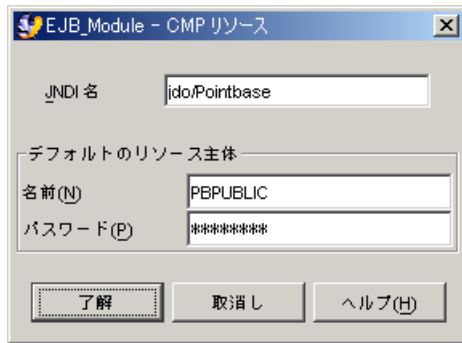 EJB_Module - CMP リソース
JNDI 名
jdo/Pointbase
デフォルトのリソース主体
名前(N)
PBPUBLIC
パスワード(P)
********
了解
取消し
ヘルプ(H)